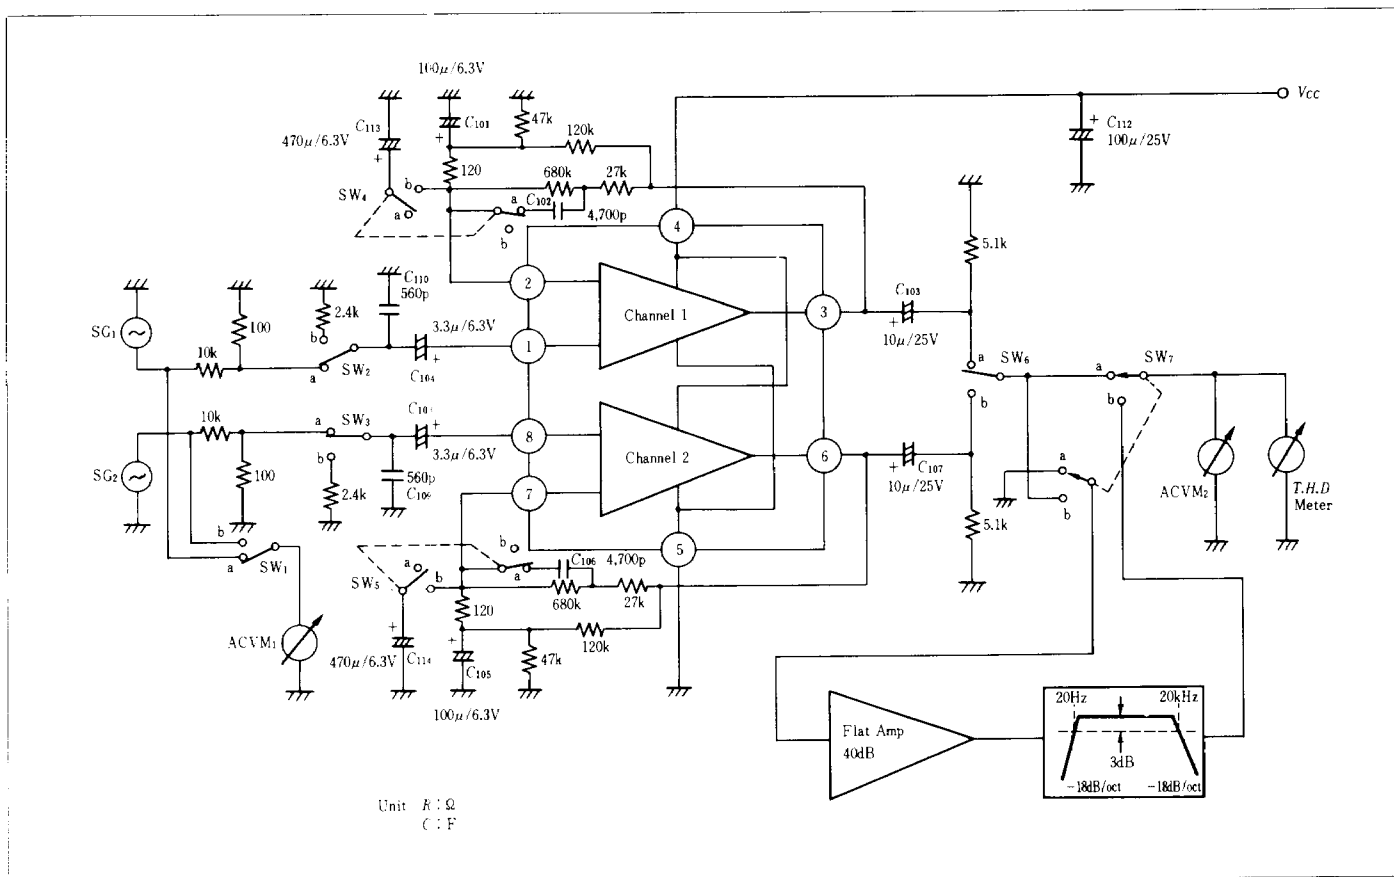 100μ/6.3V
C113
470μ/6.3V
+
C101
+
47k
120k
120
680k
27k
SW4
b
a
a
C102
4,700p
b
VCC
+
C112
100μ/25V
4
5.1k
C110
560p
2
Channel 1
3
C103
+
10μ/25V
SG1
100
2.4k
b
3.3μ/6.3V
1
10k
a
SW2
+
C104
a
SW6
b
a
SW7
b
10k
a
SW3
+
3.3μ/6.3V
8
Channel 2
6
+
C107
10μ/25V
SG2
100
b
2.4k
560p
7
a
b
ACVM2
T.H.D
Meter
5.1k
b
a
SW1
5
b
a
C106
4,700p
SW5
a
b
680k
27k
120
120k
ACVM1
+
470μ/6.3V
C114
+
C105
47k
100μ/6.3V
20Hz
20kHz
Flat Amp
40dB
3dB
-18dB/oct
-18dB/oct
Unit R : Ω
C : F